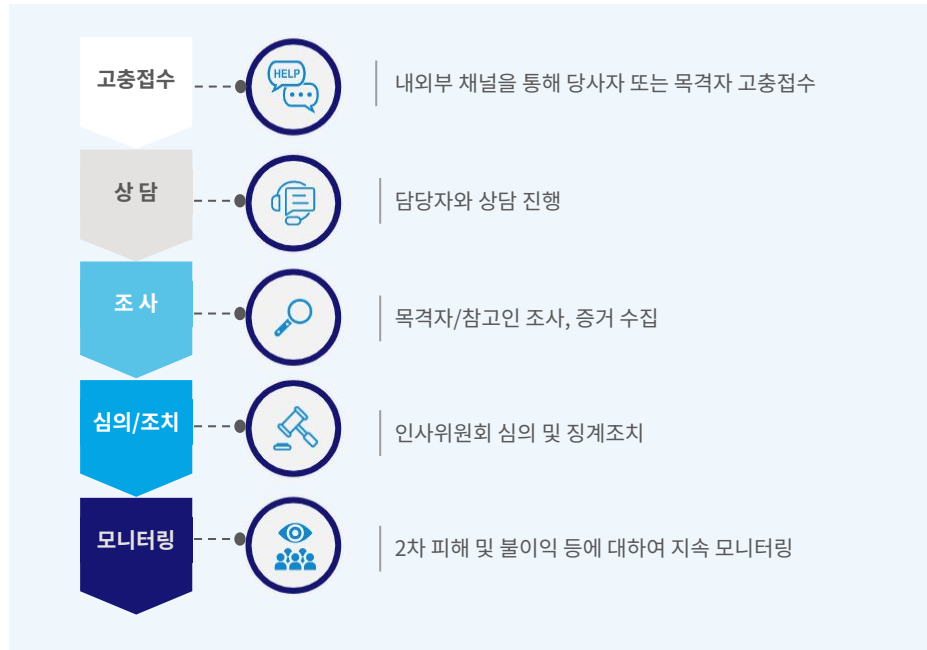 고충접수
HELP
내외부 채널을 통해 당사자 또는 목격자 고충접수
상 담
담당자와 상담 진행
조 사
목격자/참고인 조사, 증거 수집
심의/조치
인사위원회 심의 및 징계조치
모니터링
2차 피해 및 불이익 등에 대하여 지속 모니터링